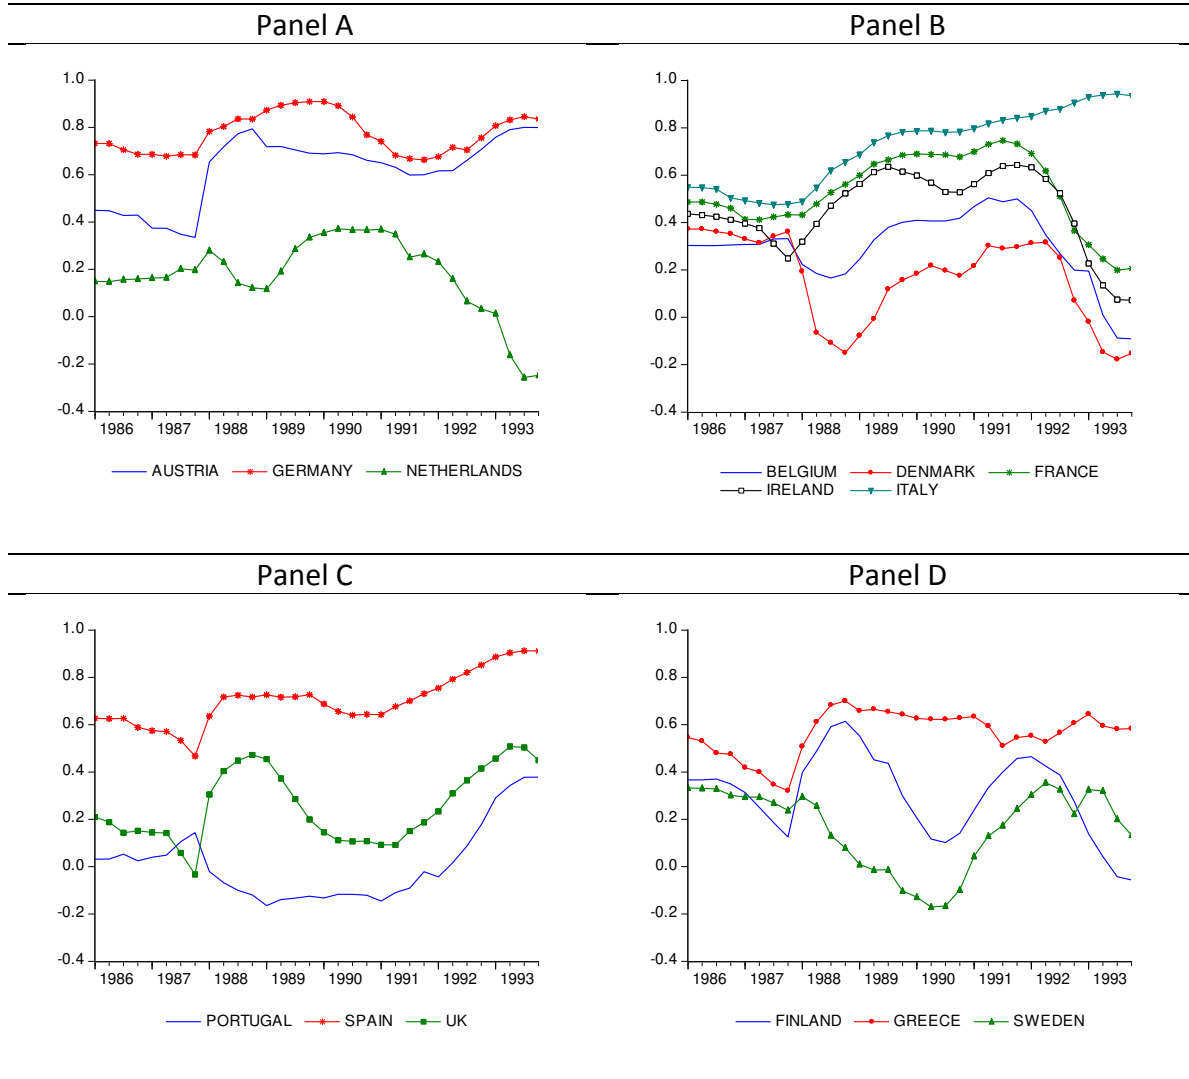 Panel A
Panel B
1.0
0.8
0.6
0.4
0.2
0.0
-0.2
-0.4
1986 1987 1988 1989 1990 1991 1992 1993
AUSTRIA GERMANY NETHERLANDS
1.0
0.8
0.6
0.4
0.2
0.0
-0.2
-0.4
1986 1987 1988 1989 1990 1991 1992 1993
BELGIUM DENMARK FRANCE
IRELAND ITALY
Panel C
Panel D
1.0
0.8
0.6
0.4
0.2
0.0
-0.2
-0.4
1986 1987 1988 1989 1990 1991 1992 1993
PORTUGAL SPAIN UK
1.0
0.8
0.6
0.4
0.2
0.0
-0.2
-0.4
1986 1987 1988 1989 1990 1991 1992 1993
FINLAND GREECE SWEDEN